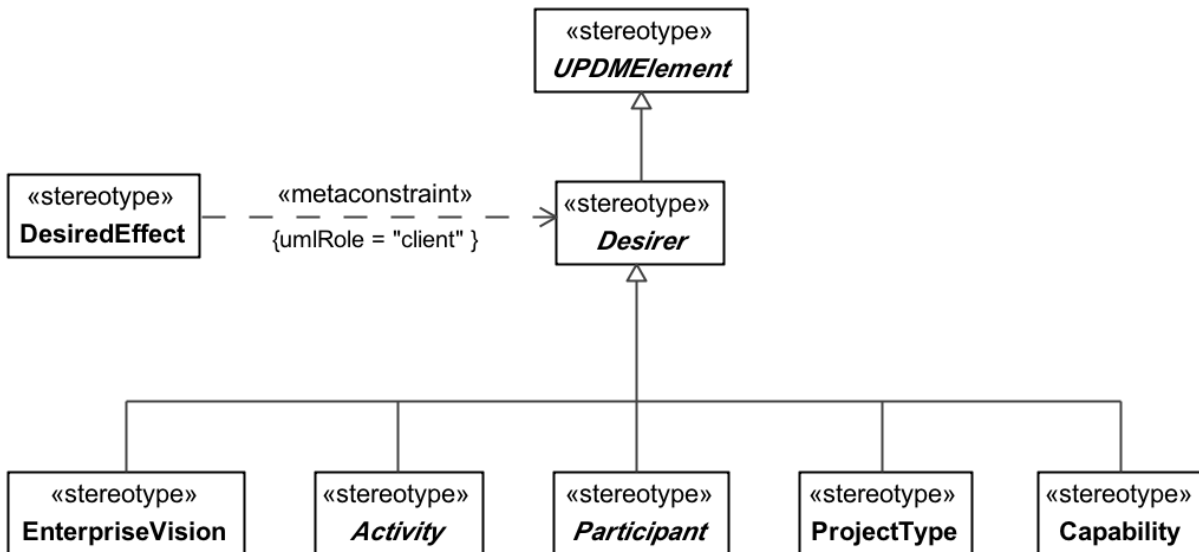 «stereotype»
UPDMElement
«stereotype»
DesiredEffect
«metaconstraint»
{umlRole = "client" }
«stereotype»
Desirer
«stereotype»
EnterpriseVision
«stereotype»
Activity
«stereotype»
Participant
«stereotype»
ProjectType
«stereotype»
Capability